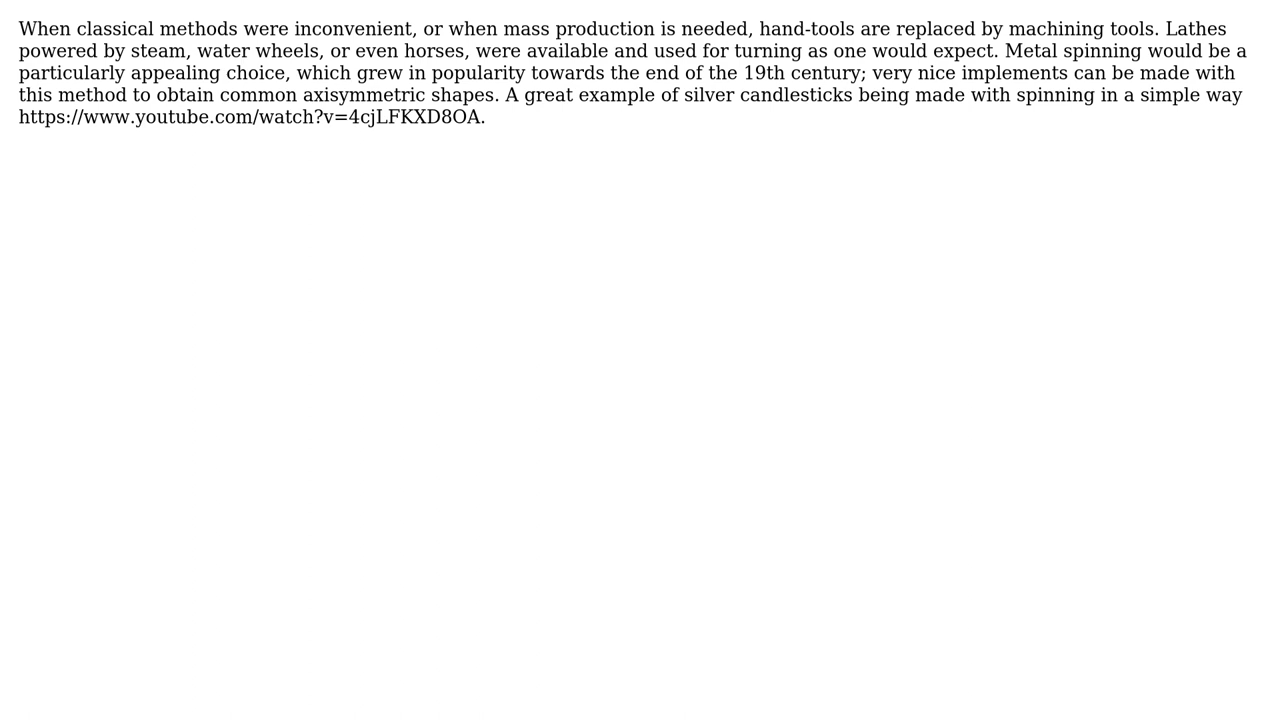 When classical methods were inconvenient, or when mass production is needed, hand-tools are replaced by machining tools. Lathes
powered by steam, water wheels, or even horses, were available and used for turning as one would expect. Metal spinning would be a
particularly appealing choice, which grew in popularity towards the end of the 19th century; very nice implements can be made with
this method to obtain common axisymmetric shapes. A great example of silver candlesticks being made with spinning in a simple way
https://www.youtube.com/watch?v=4cjLFKXD8OA.